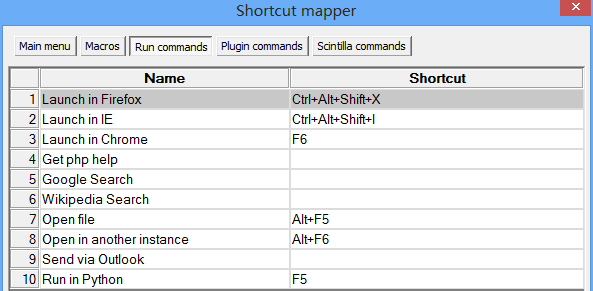 Shortcut mapper
Main menu Macros Run commands Plugin commands Scintilla commands
Name Shortcut
1 Launch in Firefox Ctrl+Alt+Shift+X
2 Launch in IE Ctrl+Alt+Shift+I
3 Launch in Chrome F6
4 Get php help
5 Google Search
6 Wikipedia Search
7 Open file Alt+F5
8 Open in another instance Alt+F6
9 Send via Outlook
10 Run in Python F5